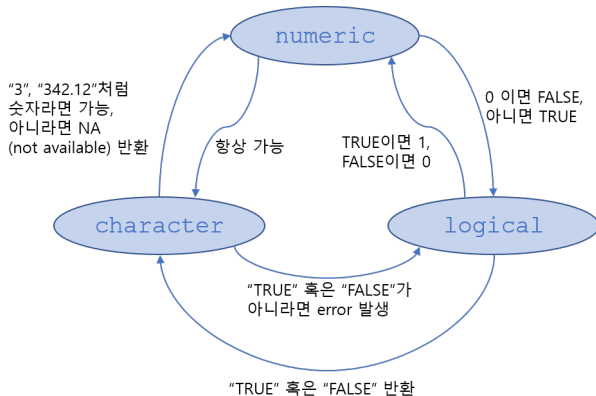 numeric
“3”, “342.12”처럼
숫자라면 가능,
아니라면 NA
(not available) 반환
항상 가능
TRUE이면 1,
FALSE이면 0
0 이면 FALSE,
아니면 TRUE
character
logical
“TRUE” 혹은 “FALSE”가
아니라면 error 발생
“TRUE” 혹은 “FALSE” 반환